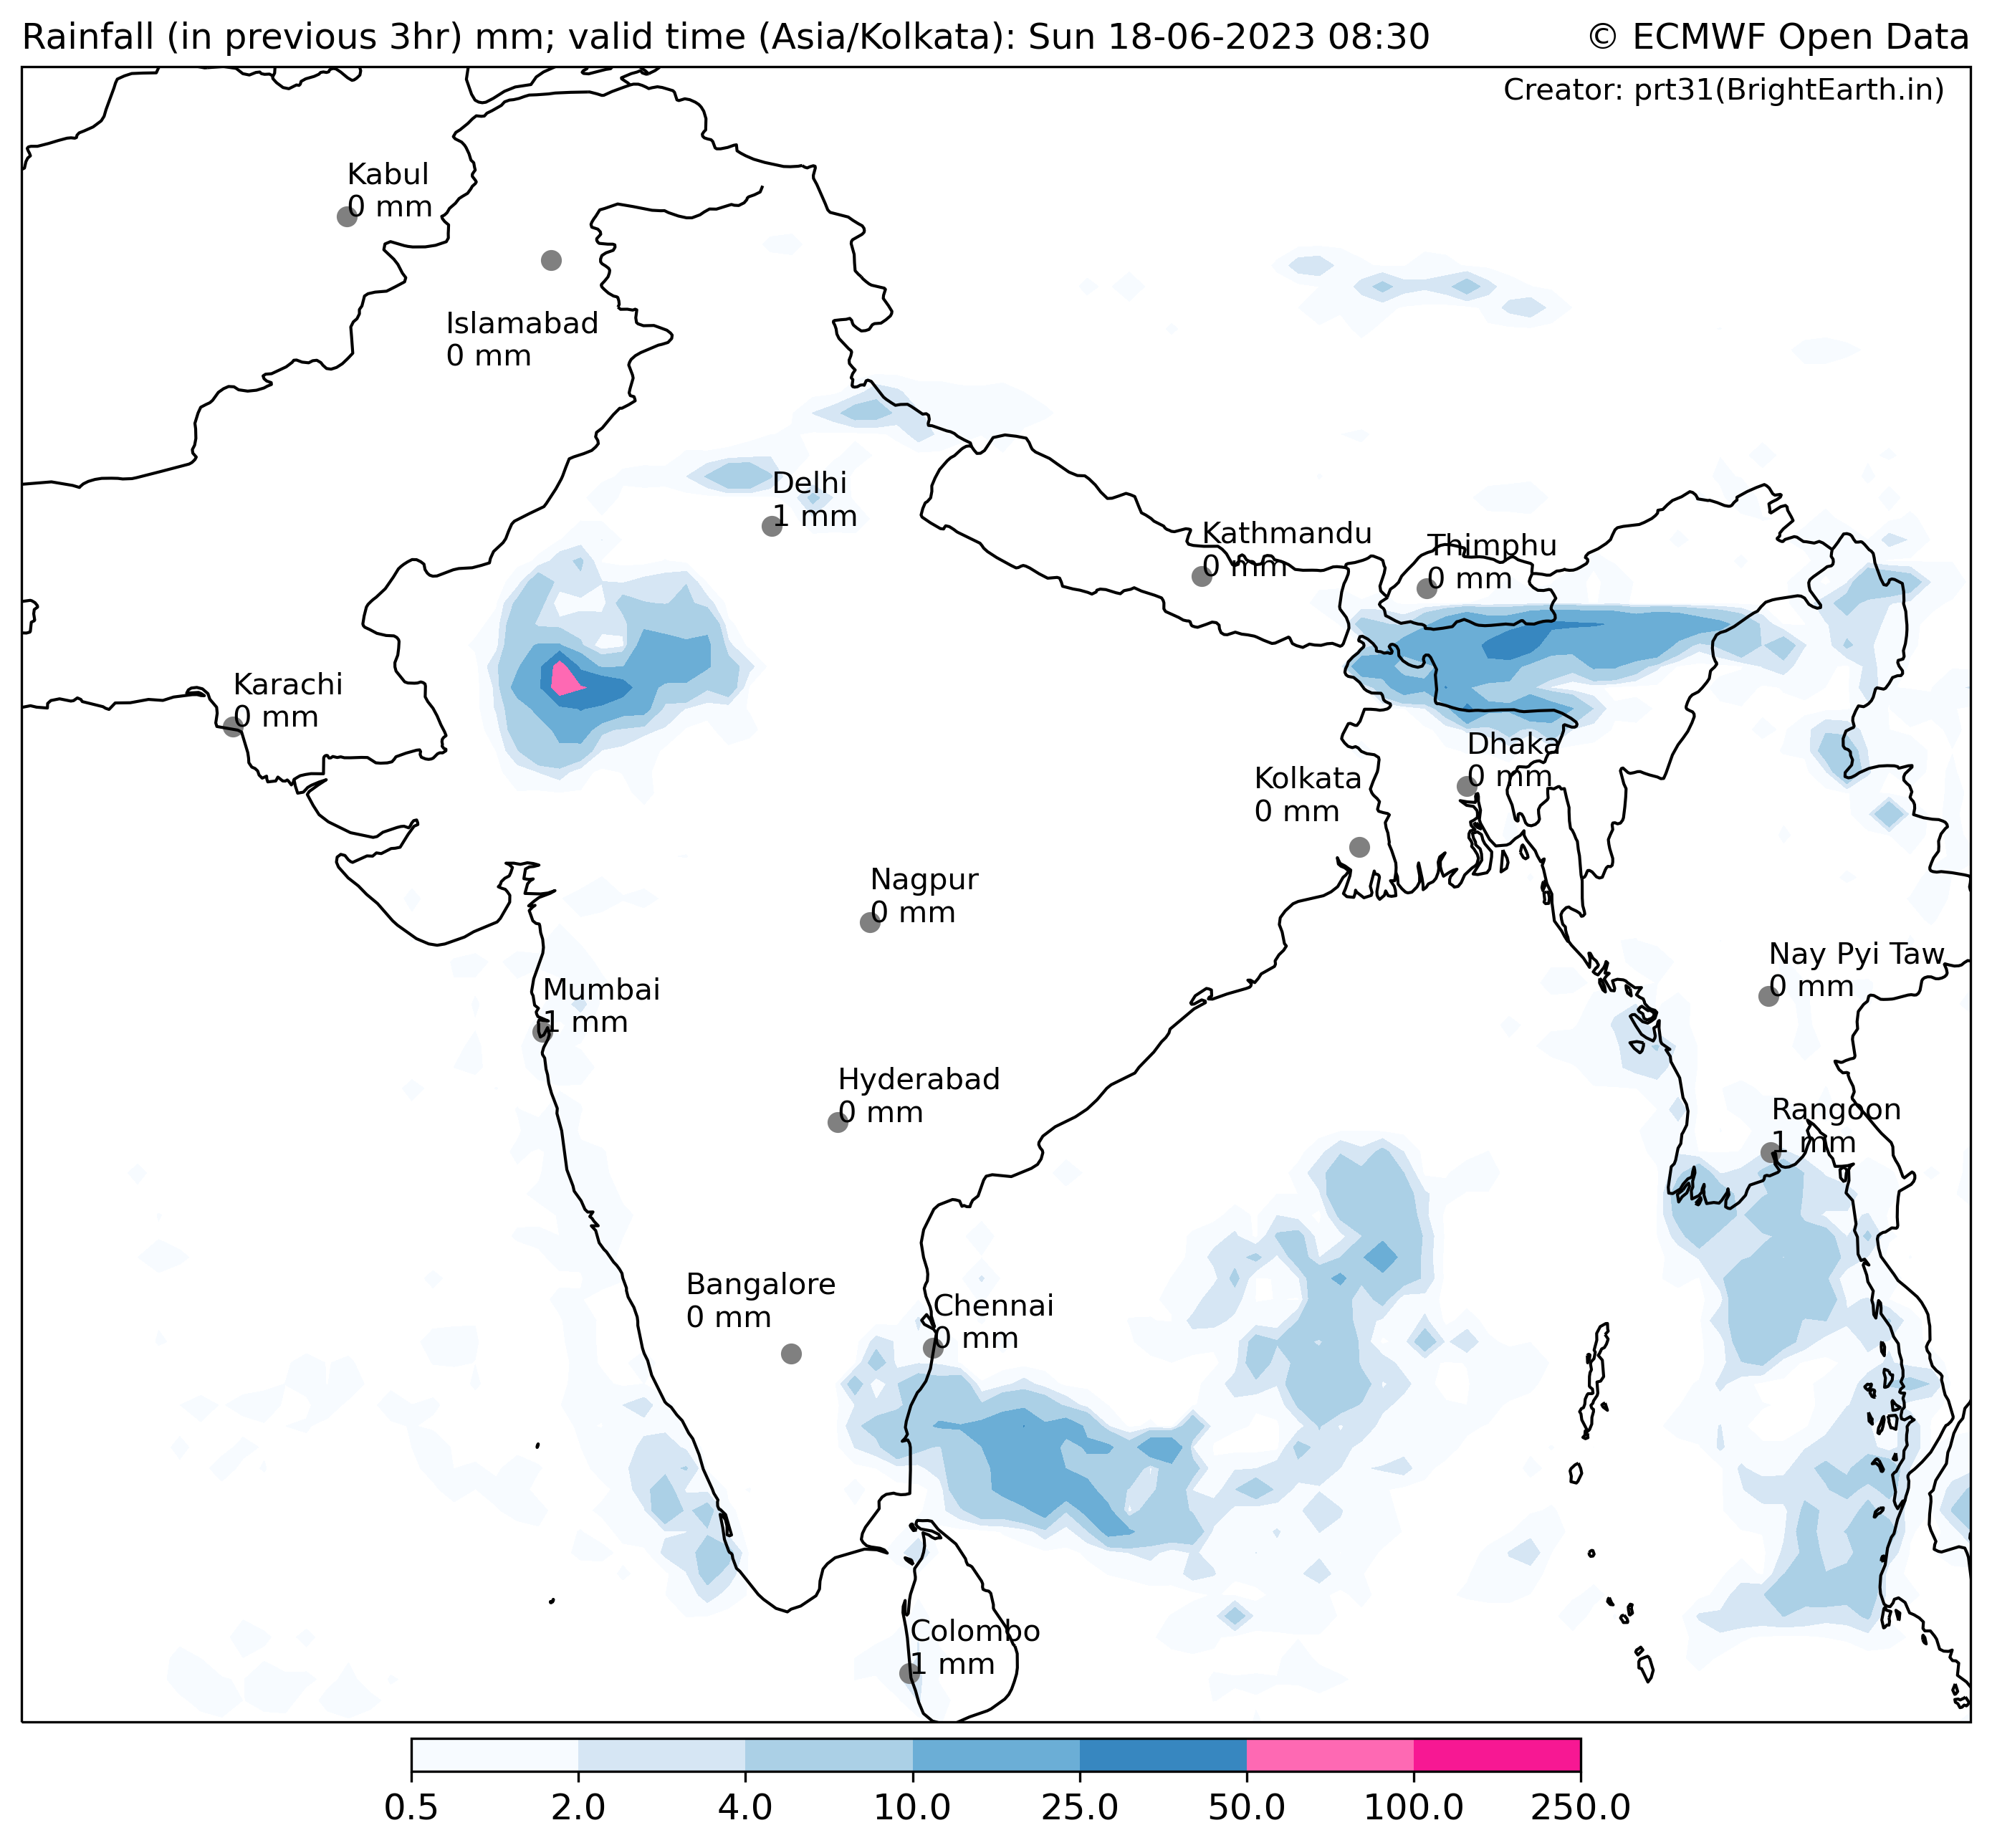 Rainfall (in previous 3hr) mm; valid time (Asia/Kolkata): Sun 18-06-2023 08:30
© ECMWF Open Data
Creator: prt31(BrightEarth.in)
Kabul
0 mm
Islamabad
0 mm
Delhi
1 mm
Kathmandu
0 mm
Thimphu
0 mm
Karachi
0 mm
Dhaka
0 mm
Kolkata
0 mm
Nagpur
0 mm
Nay Pyi Taw
0 mm
Mumbai
1 mm
Hyderabad
0 mm
Rangoon
1 mm
Bangalore
0 mm
Chennai
0 mm
Colombo
1 mm
0.5 2.0 4.0 10.0 25.0 50.0 100.0 250.0